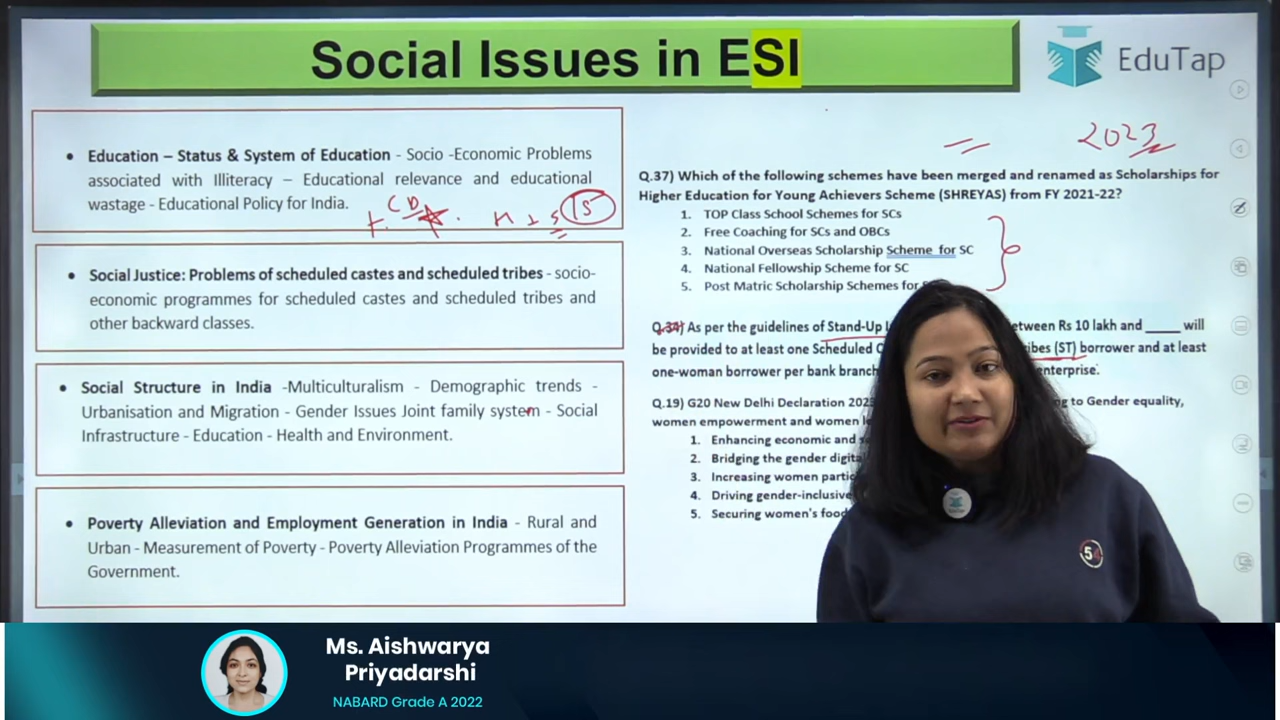 Social Issues in ESI
EduTap
• Education – Status & System of Education - Socio -Economic Problems
associated with Illiteracy – Educational relevance and educational
wastage - Educational Policy for India.
15
• Social Justice: Problems of scheduled castes and scheduled tribes - socio-
economic programmes for scheduled castes and scheduled tribes and
other backward classes.
• Social Structure in India -Multiculturalism - Demographic trends -
Urbanisation and Migration - Gender Issues Joint family system - Social
Infrastructure - Education - Health and Environment.
• Poverty Alleviation and Employment Generation in India - Rural and
Urban - Measurement of Poverty - Poverty Alleviation Programmes of the
Government.
2023
Q.37) Which of the following schemes have been merged and renamed as Scholarships for
Higher Education for Young Achievers Scheme (SHREYAS) from FY 2021-22?
1. TOP Class School Schemes for SCs
2. Free Coaching for SCs and OBCs
3. National Overseas Scholarship Scheme for SC
4. National Fellowship Scheme for SC
5. Post Matric Scholarship Schemes for
Q.34) As per the guidelines of Stand-Up etween Rs 10 lakh and _____ will
be provided to at least one Scheduled ribes (ST) borrower and at least
one-woman borrower per bank branch enterprise.
Q.19) G20 New Delhi Declaration 202 g to Gender equality,
women empowerment and women le
1. Enhancing economic and s
2. Bridging the gender digita
3. Increasing women partic
4. Driving gender-inclusive
5. Securing women's food
54
Ms. Aishwarya
Priyadarshi
NABARD Grade A 2022